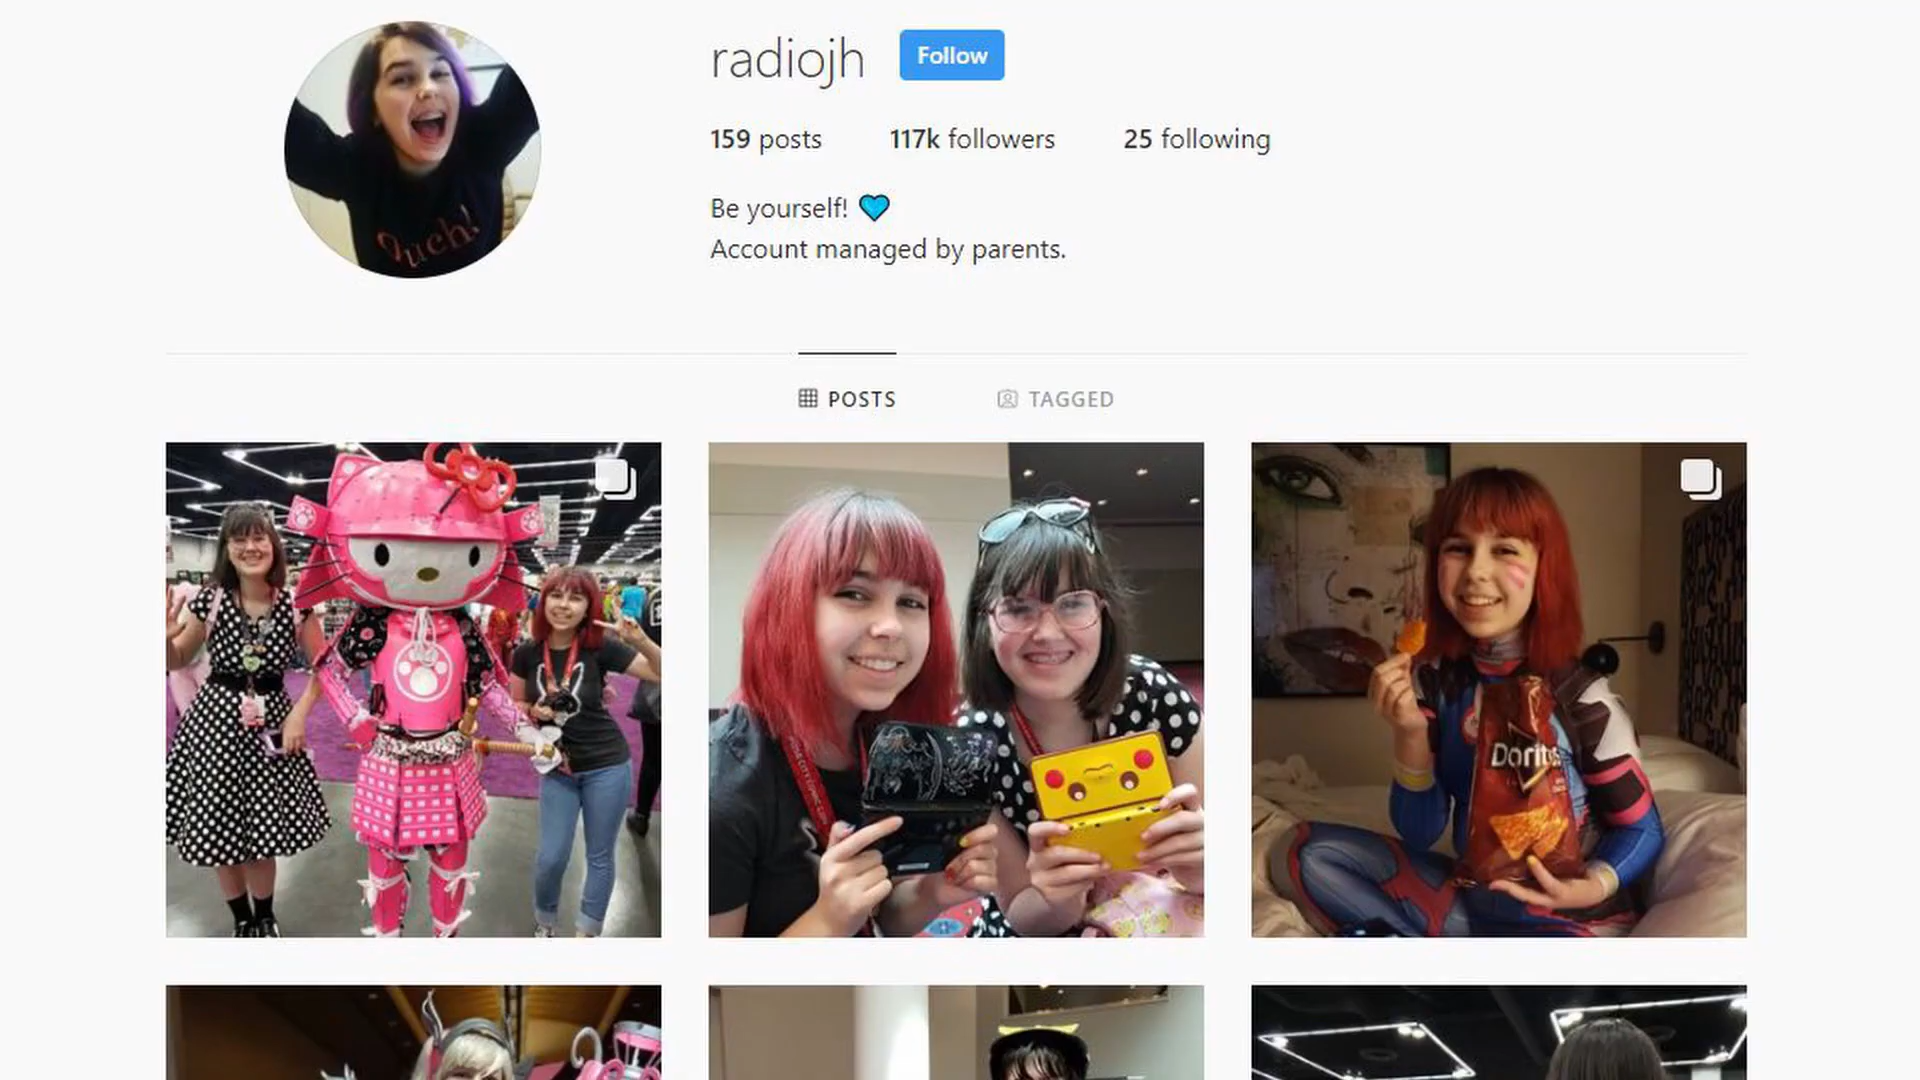 radiojh Follow
159 posts 117k followers 25 following
Be yourself! 💙
Account managed by parents.
POSTS TAGGED
Ouch!
Doritos